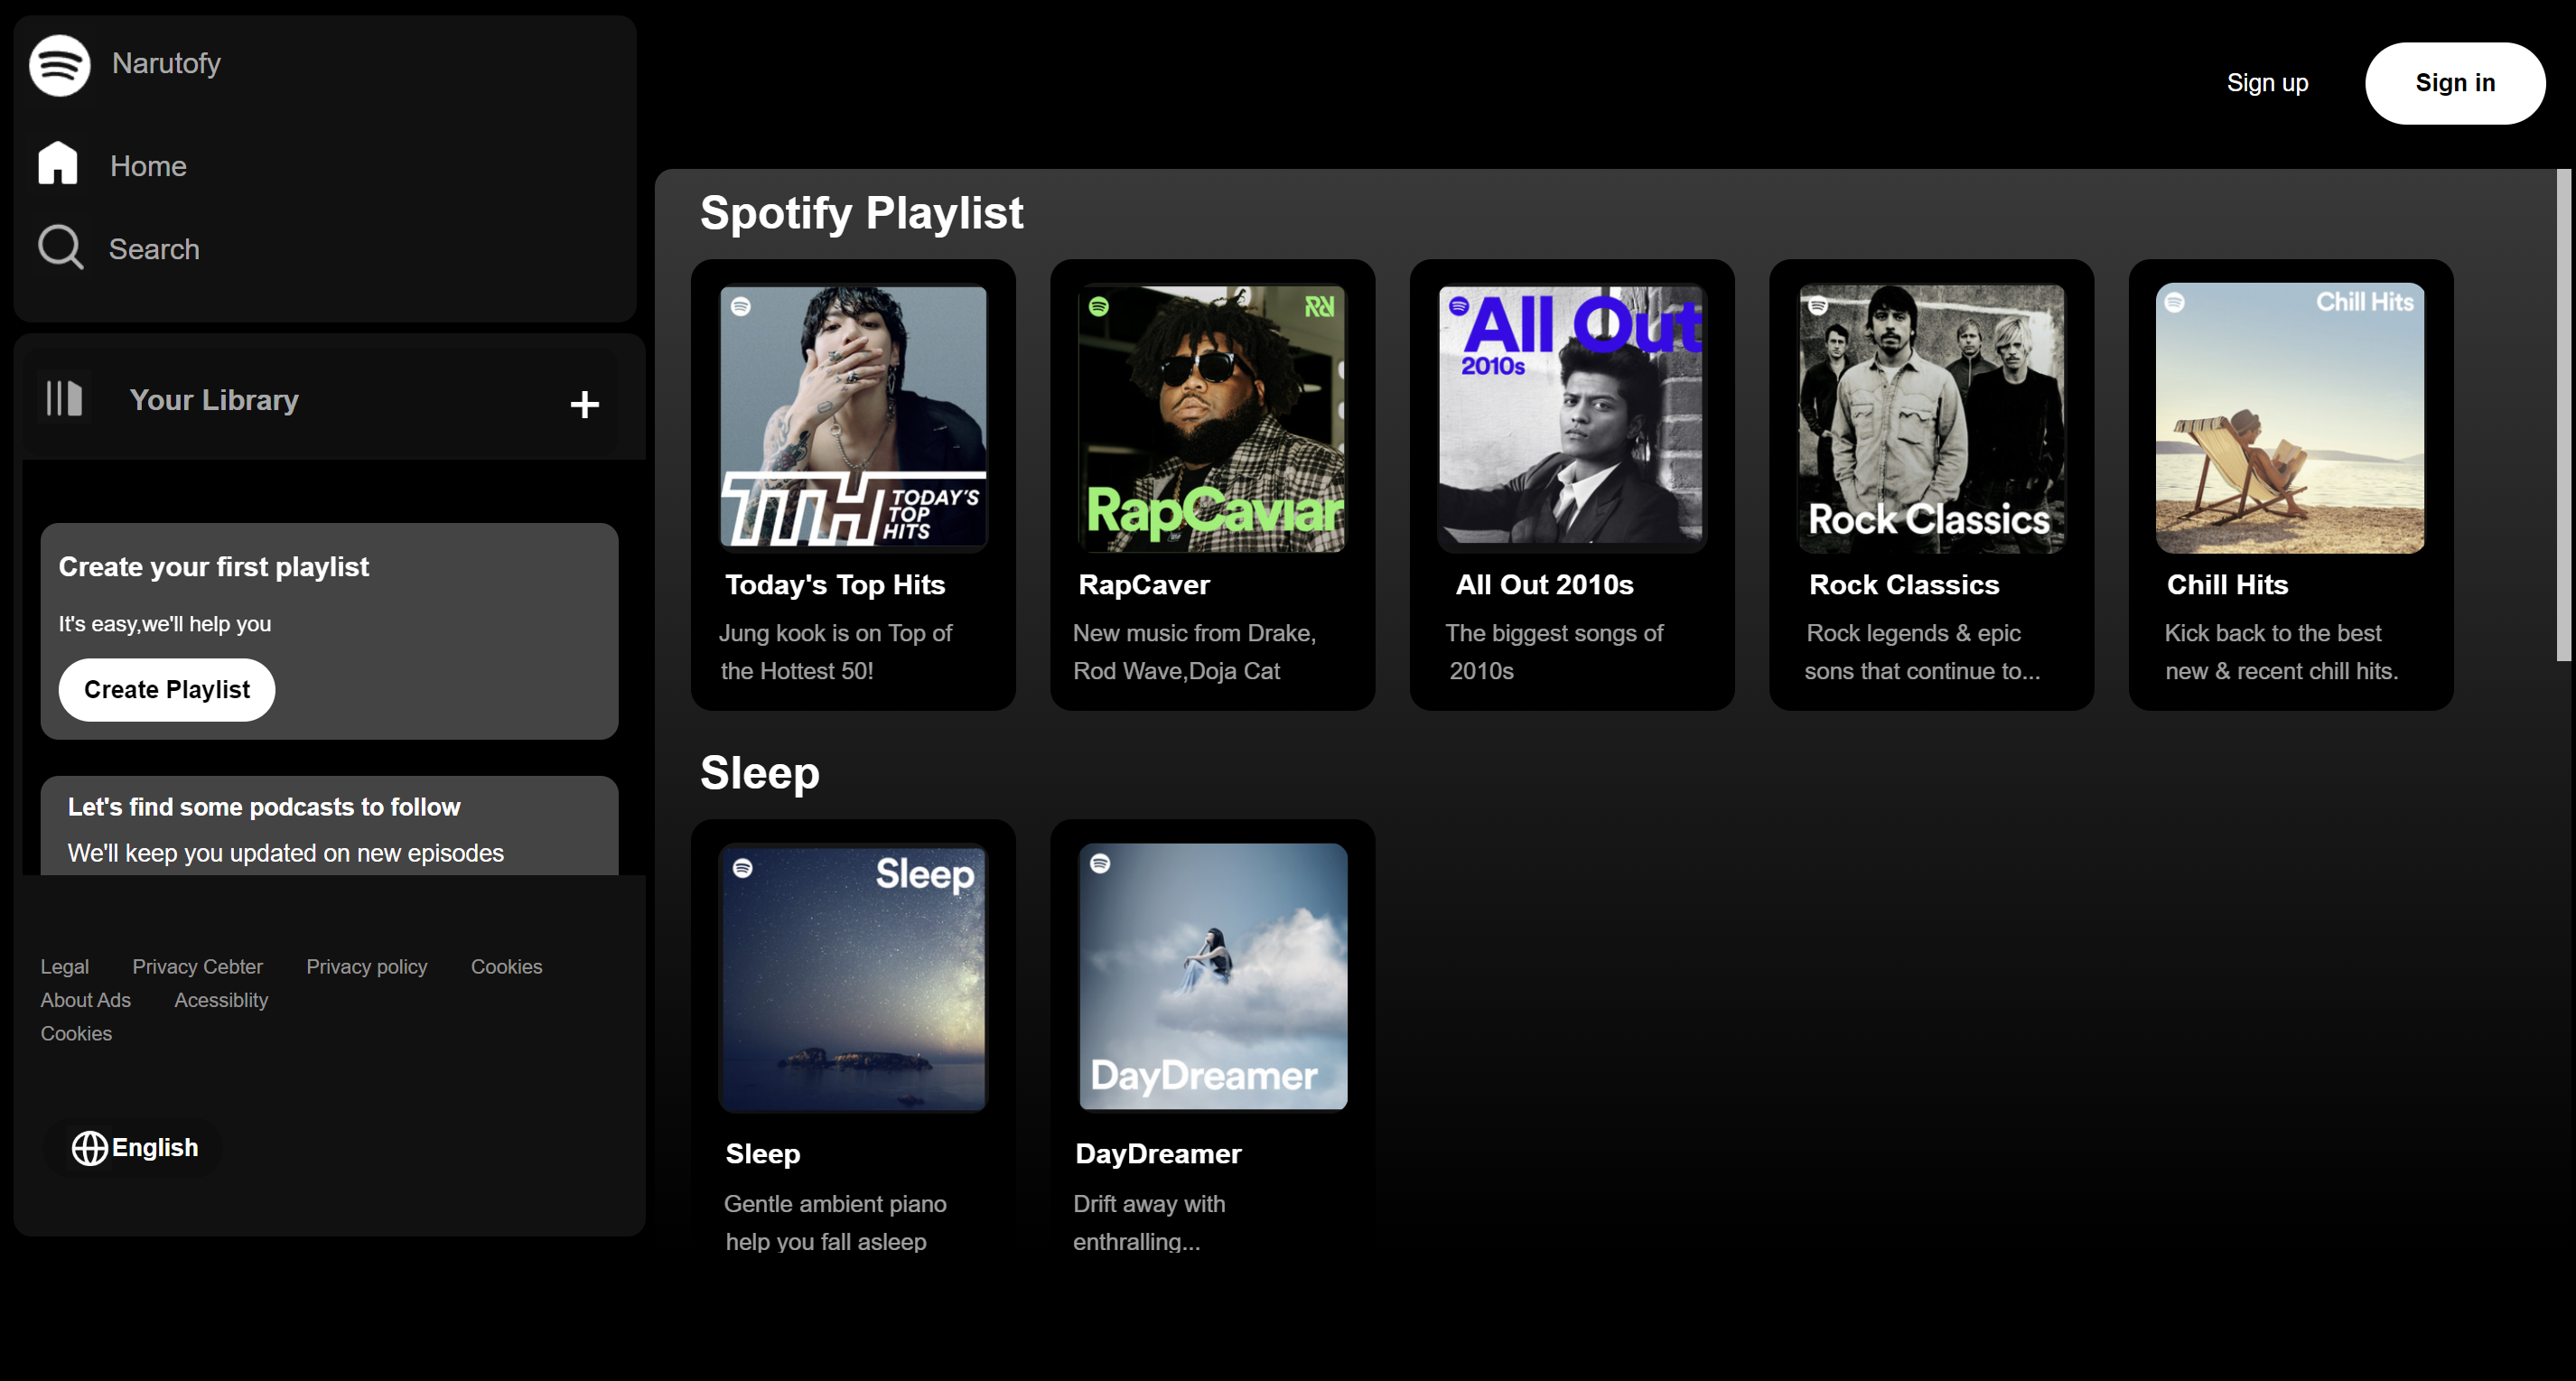 Narutofy
Home
Search
Your Library
+
Create your first playlist
It's easy,we'll help you
Create Playlist
Let's find some podcasts to follow
We'll keep you updated on new episodes
Legal Privacy Cebter Privacy policy Cookies
About Ads Acessiblity
Cookies
English
Sign up
Sign in
Spotify Playlist
TTH TODAY'S
TOP
HITS
Today's Top Hits
Jung kook is on Top of
the Hottest 50!
RapCaviar
RapCaver
New music from Drake,
Rod Wave,Doja Cat
All Out
2010s
All Out 2010s
The biggest songs of
2010s
Rock Classics
Rock Classics
Rock legends & epic
sons that continue to...
Chill Hits
Chill Hits
Kick back to the best
new & recent chill hits.
Sleep
Sleep
Sleep
Gentle ambient piano
help you fall asleep
DayDreamer
DayDreamer
Drift away with
enthralling...